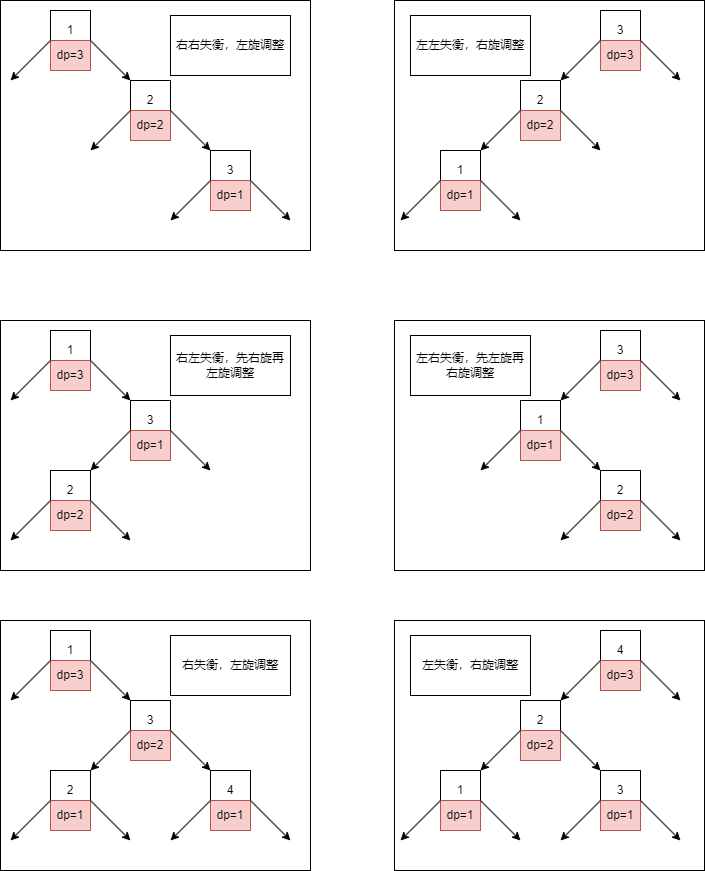 1
dp=3
右右失衡，左旋调整
2
dp=2
3
dp=1
左左失衡，右旋调整
3
dp=3
2
dp=2
1
dp=1
1
dp=3
右左失衡，先右旋再
左旋调整
3
dp=1
2
dp=2
左右失衡，先左旋再
右旋调整
3
dp=3
1
dp=1
2
dp=2
1
dp=3
右失衡，左旋调整
3
dp=2
2
dp=1
4
dp=1
左失衡，右旋调整
4
dp=3
2
dp=2
1
dp=1
3
dp=1